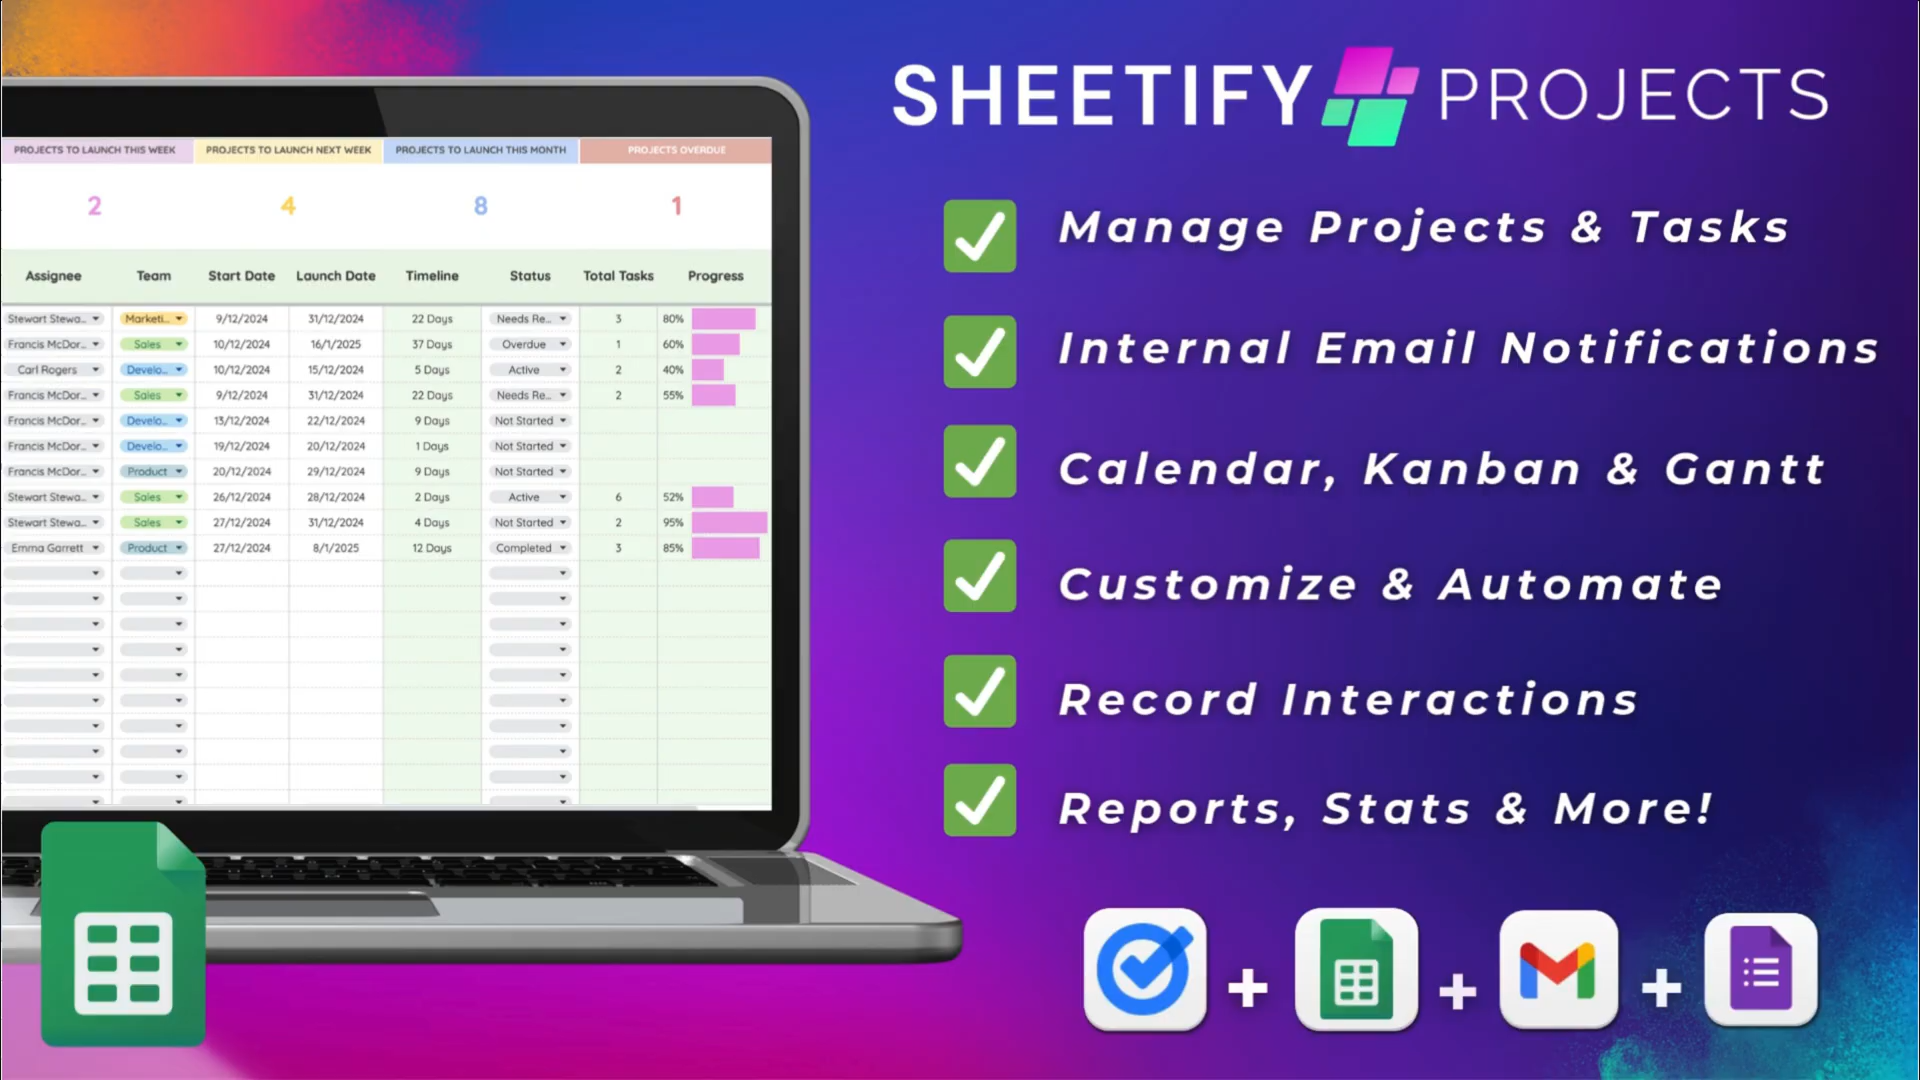 SHEETIFY PROJECTS
PROJECTS TO LAUNCH THIS WEEK PROJECTS TO LAUNCH NEXT WEEK PROJECTS TO LAUNCH THIS MONTH PROJECTS OVERDUE
2 4 8 1
Assignee Team Start Date Launch Date Timeline Status Total Tasks Progress
Stewart Stewa... Marketi... 9/12/2024 31/12/2024 22 Days Needs Re... 3 80%
Francis McDor... Sales 10/12/2024 16/1/2025 37 Days Overdue 1 60%
Carl Rogers Develo... 10/12/2024 15/12/2024 5 Days Active 2 40%
Francis McDor... Sales 9/12/2024 31/12/2024 22 Days Needs Re... 2 55%
Francis McDor... Develo... 13/12/2024 22/12/2024 9 Days Not Started
Francis McDor... Develo... 19/12/2024 20/12/2024 1 Days Not Started
Francis McDor... Product 20/12/2024 29/12/2024 9 Days Not Started
Stewart Stewa... Sales 26/12/2024 28/12/2024 2 Days Active 6 52%
Stewart Stewa... Sales 27/12/2024 31/12/2024 4 Days Not Started 2 95%
Emma Garrett Product 27/12/2024 8/1/2025 12 Days Completed 3 85%
Manage Projects & Tasks
Internal Email Notifications
Calendar, Kanban & Gantt
Customize & Automate
Record Interactions
Reports, Stats & More!
+ + +